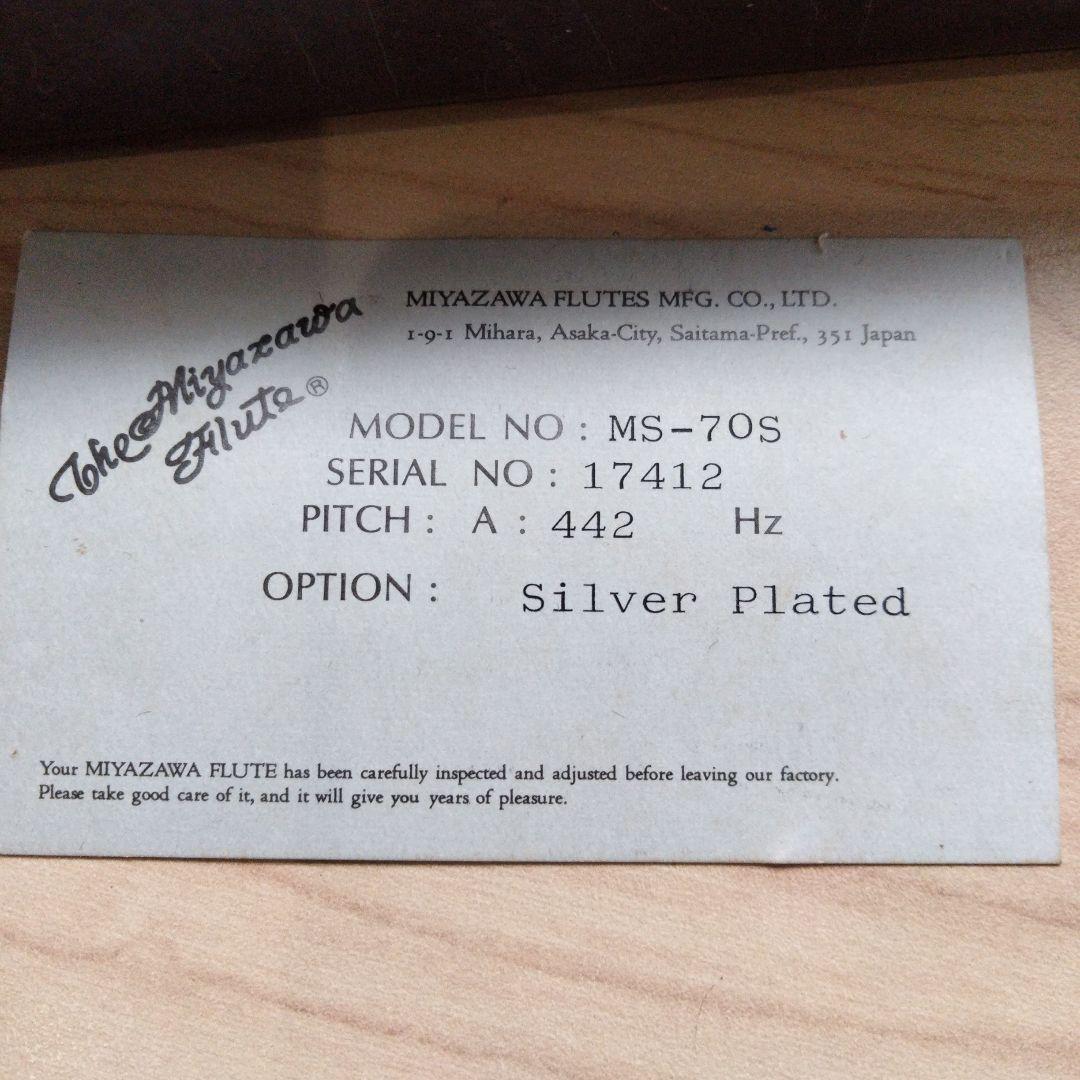 The Miyazawa
Flute®
MIYAZAWA FLUTES MFG. CO., LTD.
1-9-1 Mihara, Asaka-City, Saitama-Pref., 351 Japan
MODEL NO : MS-70S
SERIAL NO : 17412
PITCH : A : 442 Hz
OPTION : Silver Plated
Your MIYAZAWA FLUTE has been carefully inspected and adjusted before leaving our factory.
Please take good care of it, and it will give you years of pleasure.